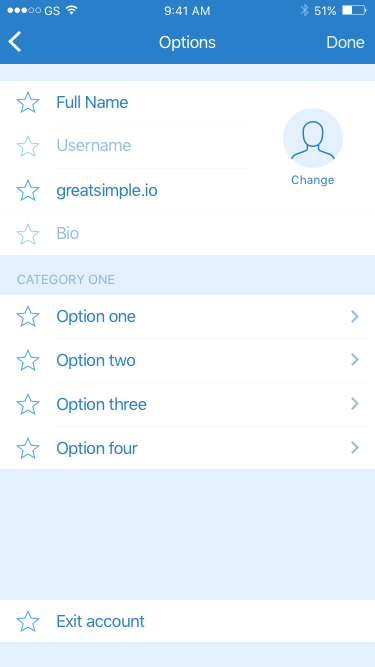 GS 9:41 AM 51%
Options Done
Full Name
Username
greatsimple.io
Change
Bio
CATEGORY ONE
Option one
Option two
Option three
Option four
Exit account